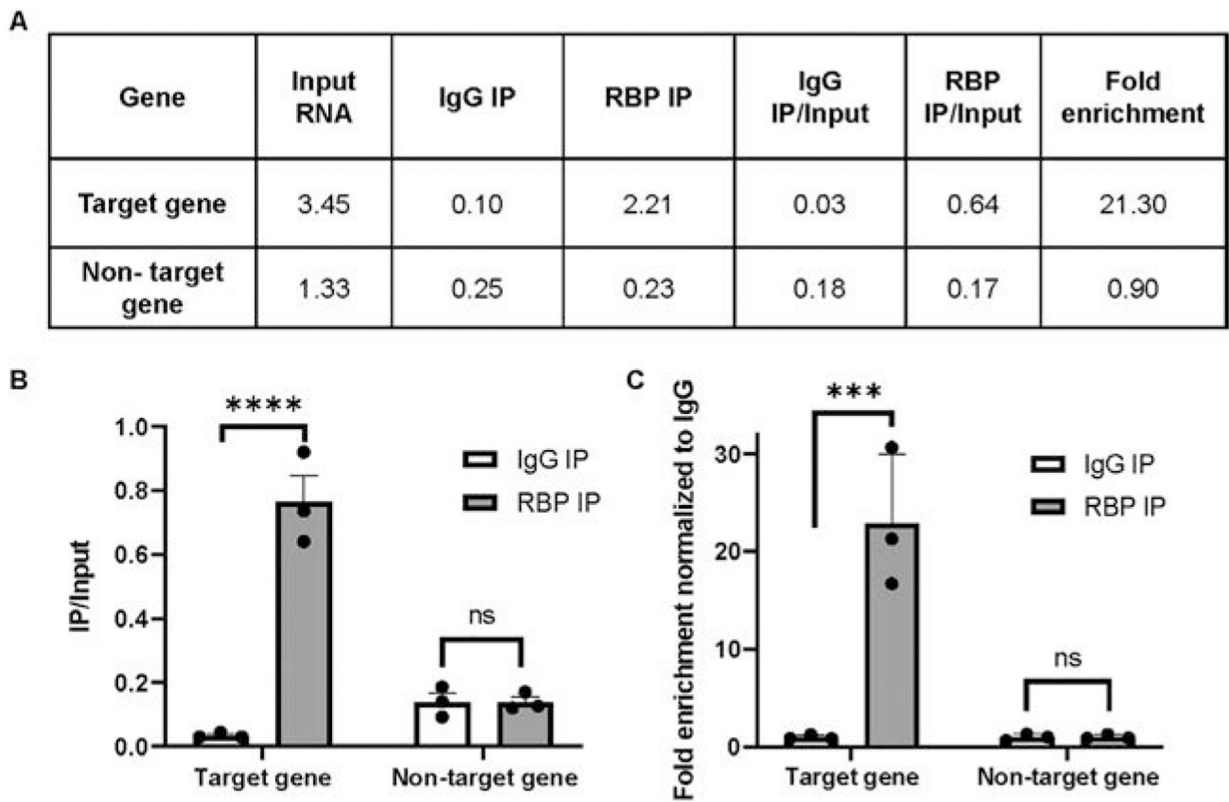 A
Gene
Input
RNA
IgG IP
RBP IP
IgG
IP/Input
RBP
IP/Input
Fold
enrichment
Target gene
3.45
0.10
2.21
0.03
0.64
21.30
Non- target
gene
1.33
0.25
0.23
0.18
0.17
0.90
B
****
1.0
0.8
0.6
0.4
0.2
0.0
IP/Input
IgG IP
RBP IP
ns
Target gene
Non-target gene
C
***
30
20
10
0
Fold enrichment normalized to IgG
IgG IP
RBP IP
ns
Target gene
Non-target gene